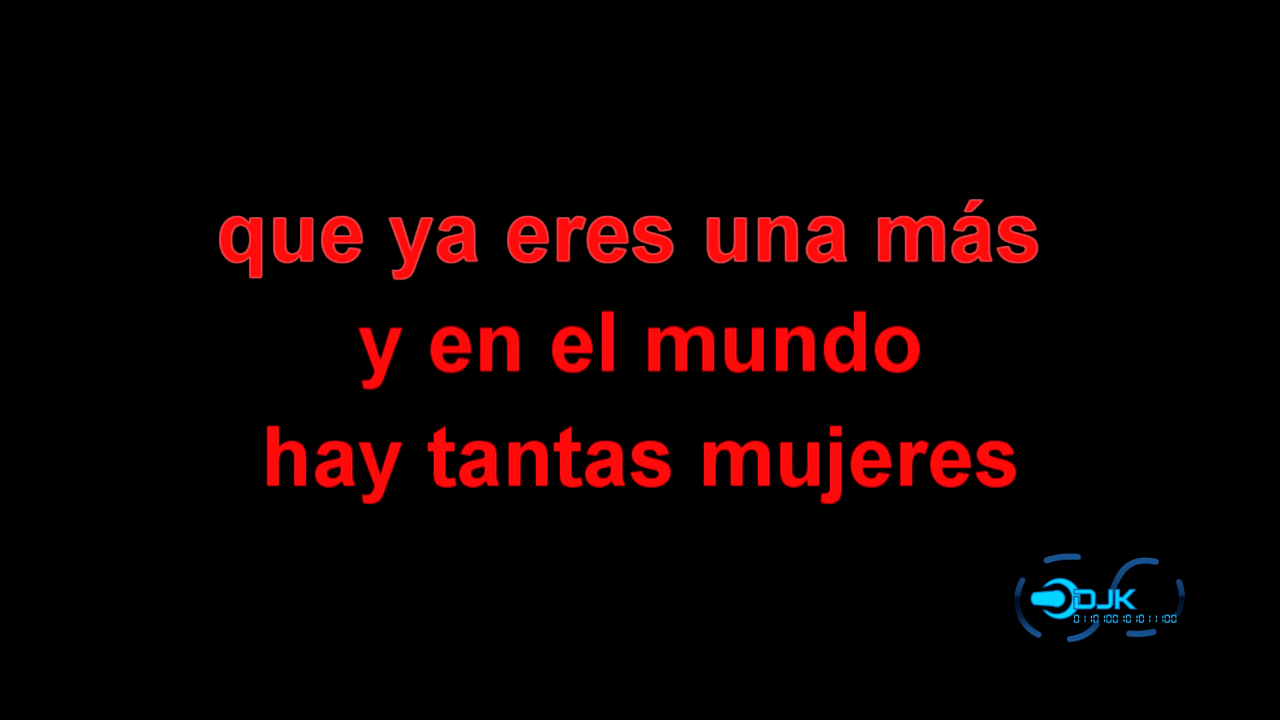 que ya eres una más
y en el mundo
hay tantas mujeres
DJK